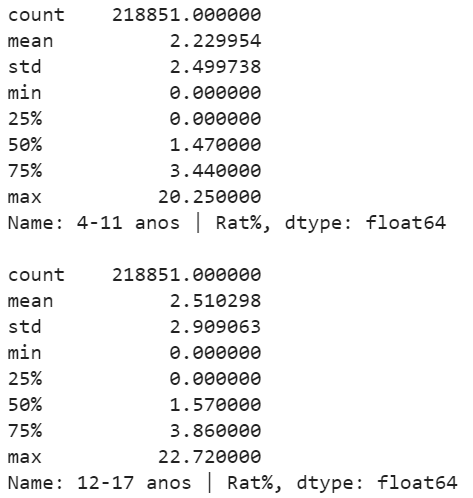 count    218851.000000
mean          2.229954
std           2.499738
min           0.000000
25%           0.000000
50%           1.470000
75%           3.440000
max          20.250000
Name: 4-11 anos | Rat%, dtype: float64

count    218851.000000
mean          2.510298
std           2.909063
min           0.000000
25%           0.000000
50%           1.570000
75%           3.860000
max          22.720000
Name: 12-17 anos | Rat%, dtype: float64